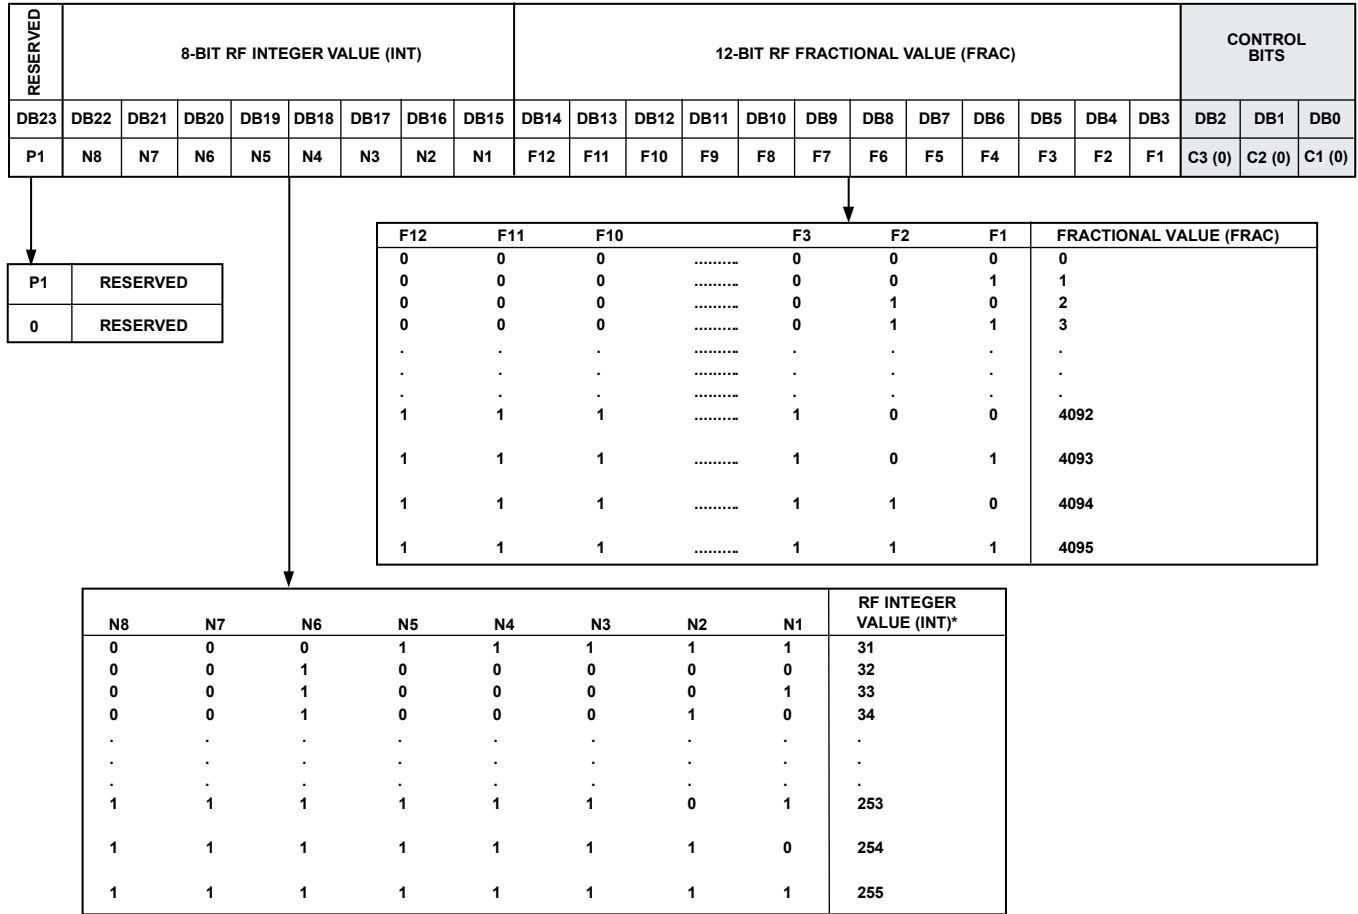 RESERVED
8-BIT RF INTEGER VALUE (INT)
12-BIT RF FRACTIONAL VALUE (FRAC)
CONTROL
BITS
DB23 DB22 DB21 DB20 DB19 DB18 DB17 DB16 DB15 DB14 DB13 DB12 DB11 DB10 DB9 DB8 DB7 DB6 DB5 DB4 DB3 DB2 DB1 DB0
P1 N8 N7 N6 N5 N4 N3 N2 N1 F12 F11 F10 F9 F8 F7 F6 F5 F4 F3 F2 F1 C3 (0) C2 (0) C1 (0)
P1 RESERVED
0 RESERVED
F12 F11 F10 F3 F2 F1 FRACTIONAL VALUE (FRAC)
0 0 0 .......... 0 0 0 0
0 0 0 .......... 0 0 1 1
0 0 0 .......... 0 1 0 2
0 0 0 .......... 0 1 1 3
. . . .......... . . . .
. . . .......... . . . .
. . . .......... . . . .
1 1 1 .......... 1 0 0 4092
1 1 1 .......... 1 0 1 4093
1 1 1 .......... 1 1 0 4094
1 1 1 .......... 1 1 1 4095
RF INTEGER
N8 N7 N6 N5 N4 N3 N2 N1 VALUE (INT)*
0 0 0 1 1 1 1 1 31
0 0 1 0 0 0 0 0 32
0 0 1 0 0 0 0 1 33
0 0 1 0 0 0 1 0 34
. . . . . . . . .
. . . . . . . . .
. . . . . . . . .
1 1 1 1 1 1 0 1 253
1 1 1 1 1 1 1 0 254
1 1 1 1 1 1 1 1 255